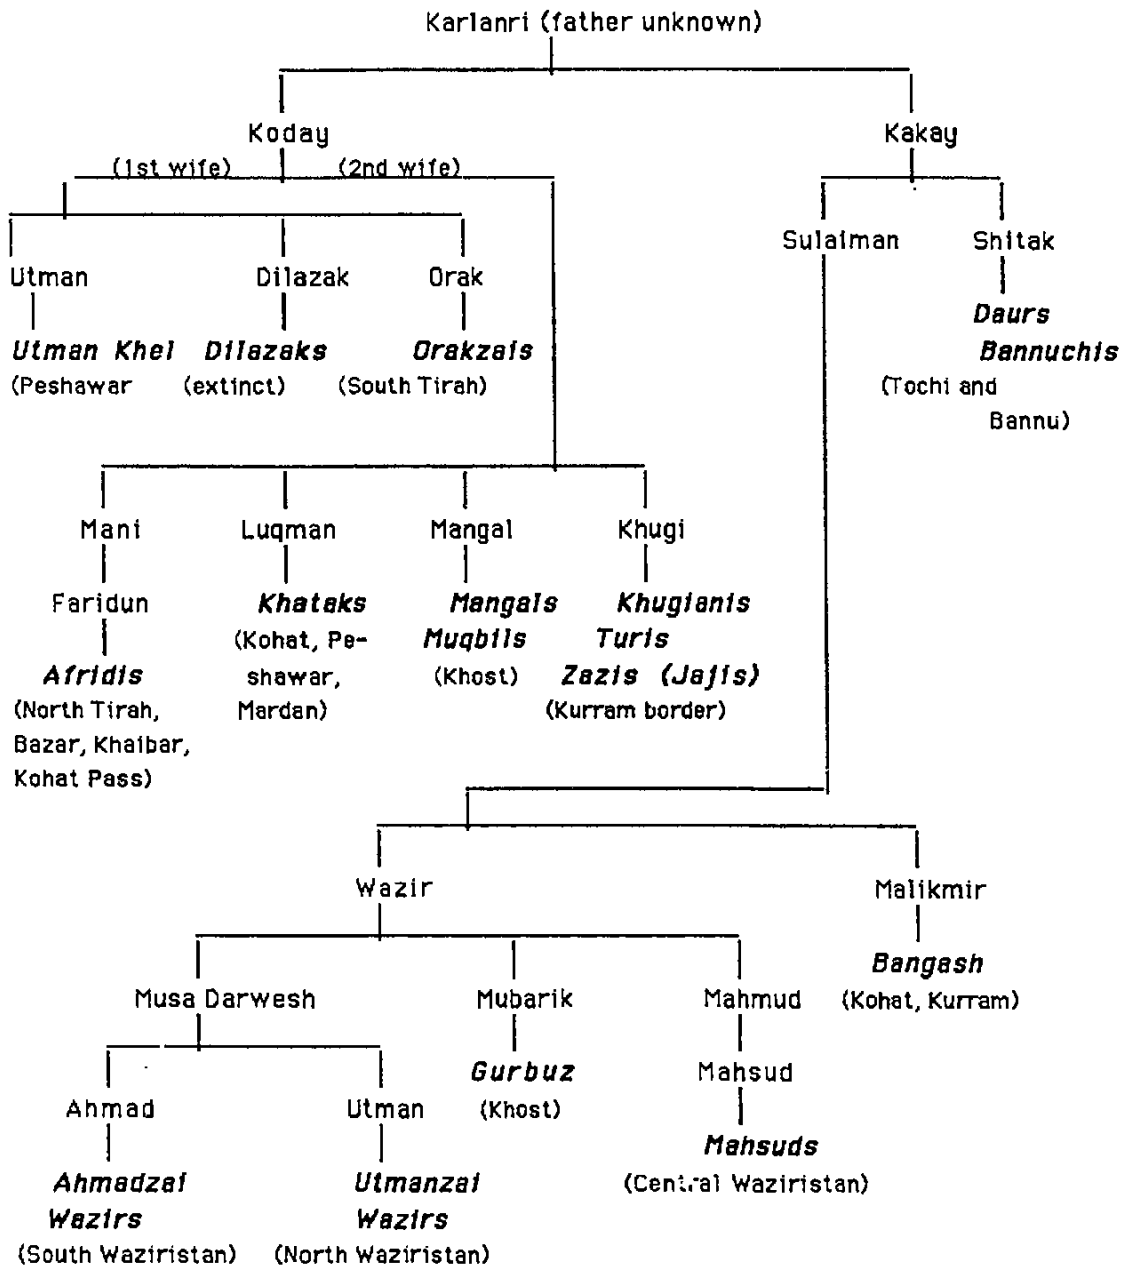 Karlanri (father unknown)
Koday
Kakay
(1st wife) (2nd wife)
Sulaiman Shitak
Utman Dilazak Orak
Daurs
Utman Khel Dilazaks Orakzais
Bannuchis
(Peshawar (extinct) (South Tirah)
(Tochi and
Bannu)
Mani Luqman Mangal Khugi
Faridun Khataks Mangals Khugianis
(Kohat, Pe- Muqbils Turis
Afridis shawar, (Khost) Zazis (Jajis)
(North Tirah, Mardan) (Kurram border)
Bazar, Khaibar,
Kohat Pass)
Wazir Malikmir
Bangash
Musa Darwesh Mubarik Mahmud (Kohat, Kurram)
Gurbuz Mahsud
Ahmad Utman (Khost)
Mahsuds
Ahmadzai Utmanzai (Central Waziristan)
Wazirs Wazirs
(South Waziristan) (North Waziristan)